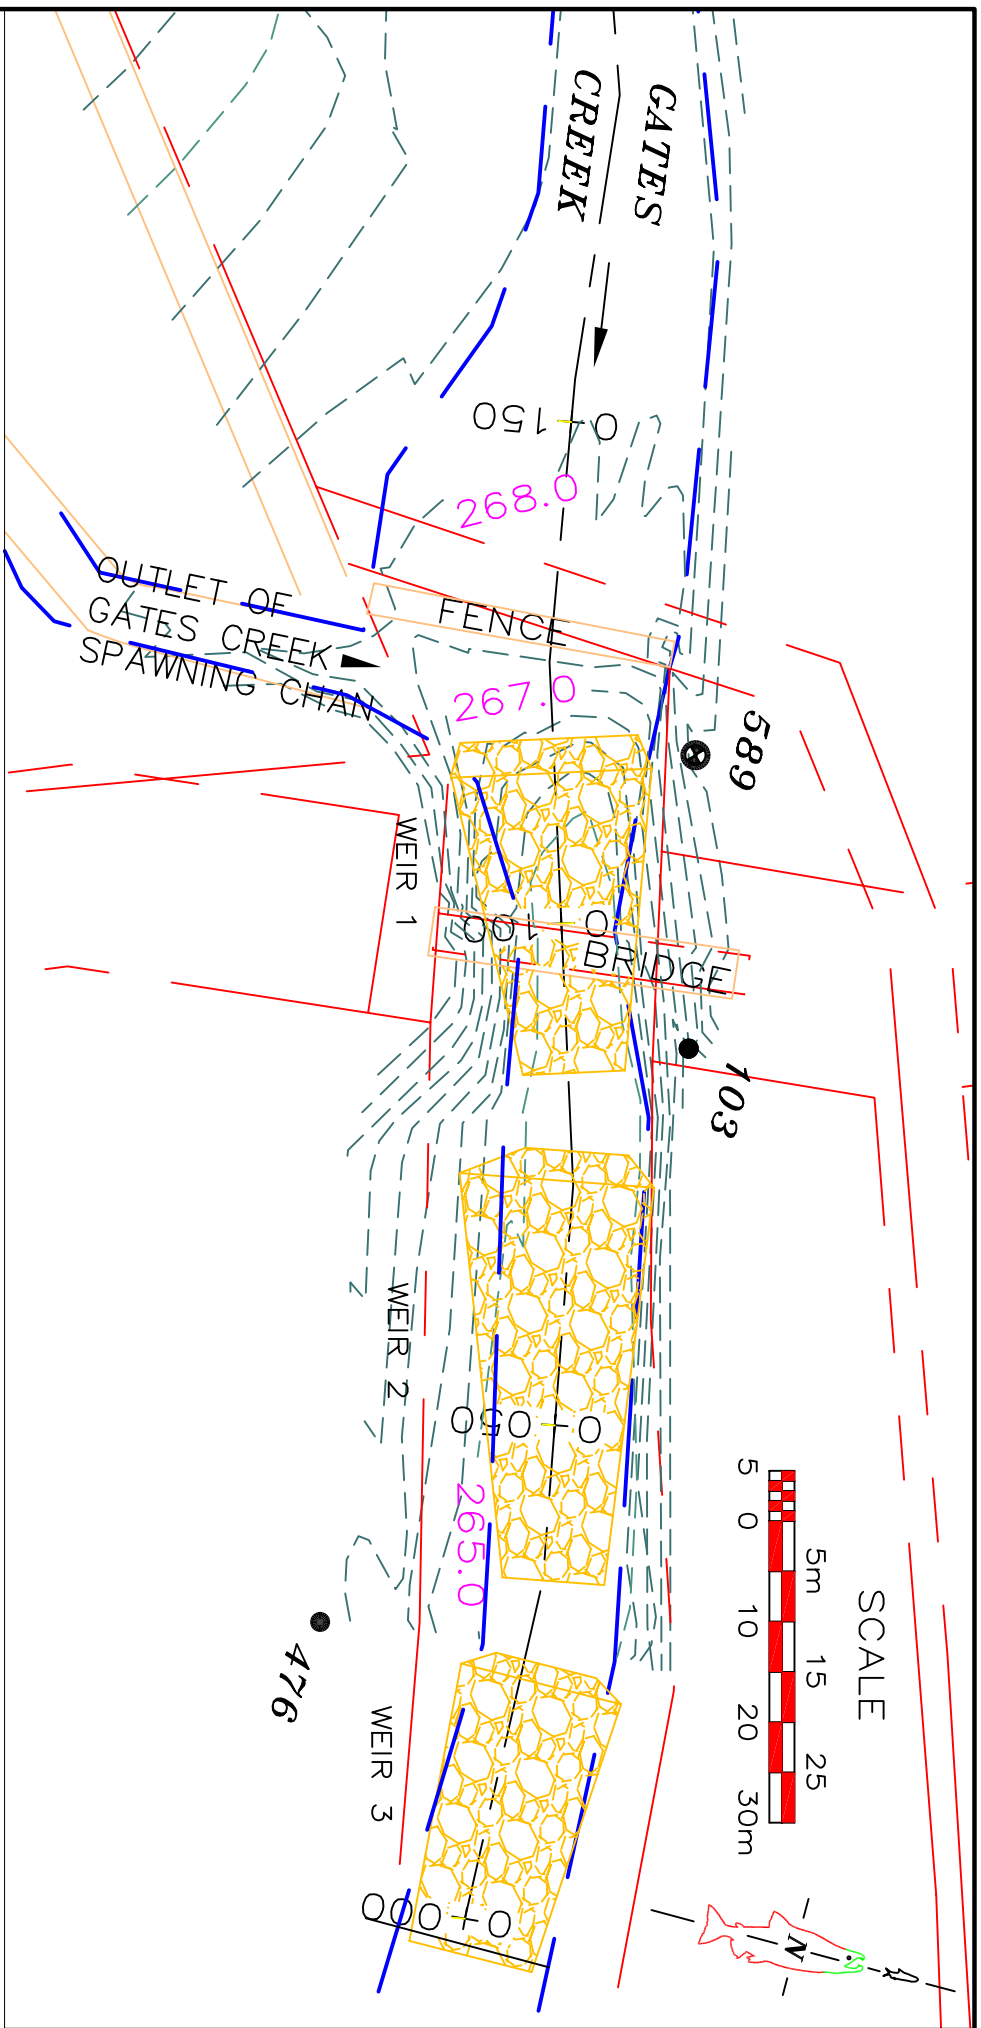 GATES
CREEK
0+150
268.0
FENCE
OUTLET OF
GATES CREEK
SPAWNING CHAN
267.0
589
WEIR 1
0+100
BRIDGE
103
WEIR 2
0+050
265.0
SCALE
5m 15 25
5 0 10 20 30m
476
WEIR 3
0+000
N